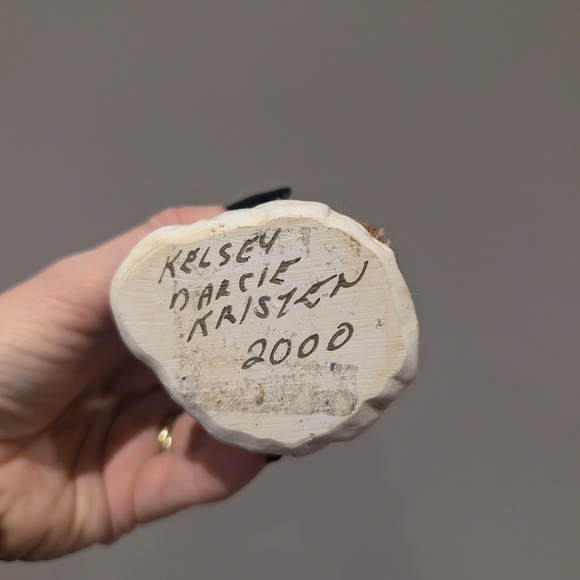 KELSEY
DARCIE
KRISTEN
2000